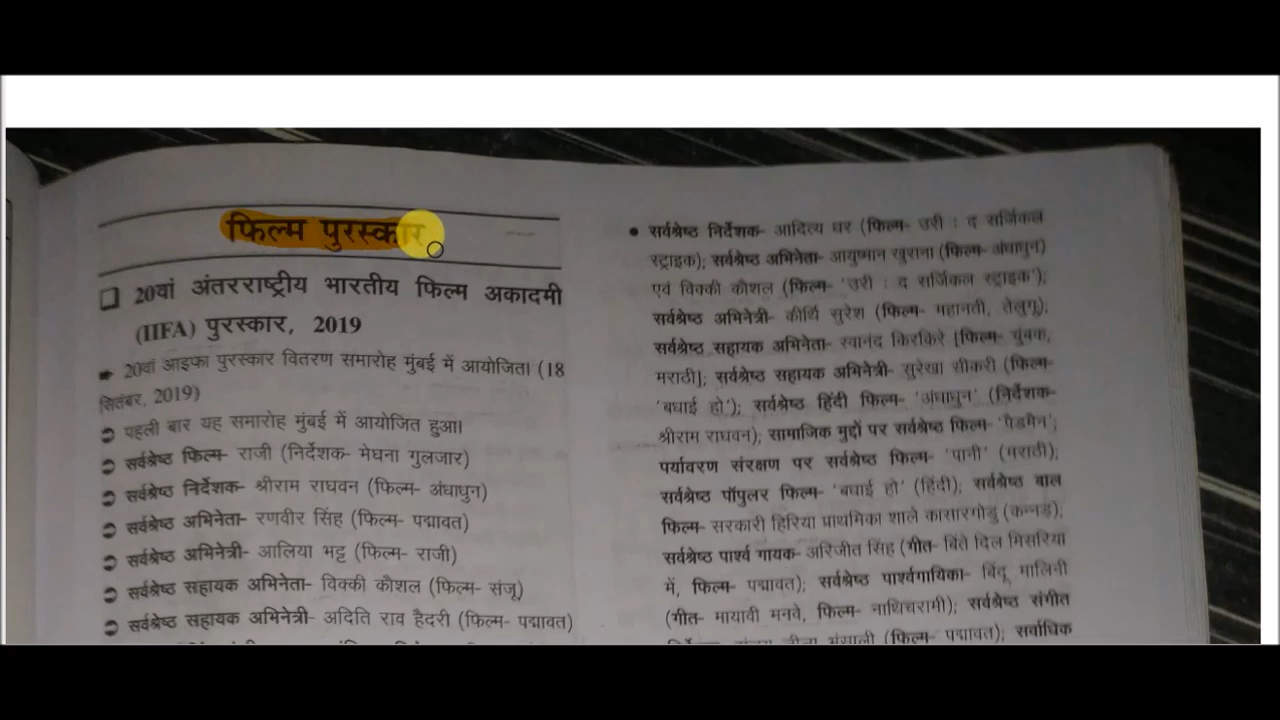 फिल्म पुरस्कार
❑ 20वां अंतरराष्ट्रीय भारतीय फिल्म अकादमी
(IIFA) पुरस्कार, 2019
☛ 20वां आइफा पुरस्कार वितरण समारोह मुंबई में आयोजित। (18
सितंबर, 2019)
➲ पहली बार यह समारोह मुंबई में आयोजित हुआ।
➲ सर्वश्रेष्ठ फिल्म- राजी (निर्देशक- मेघना गुलजार)
➲ सर्वश्रेष्ठ निर्देशक- श्रीराम राघवन (फिल्म- अंधाधुन)
➲ सर्वश्रेष्ठ अभिनेता- रणवीर सिंह (फिल्म- पद्मावत)
➲ सर्वश्रेष्ठ अभिनेत्री- आलिया भट्ट (फिल्म- राजी)
➲ सर्वश्रेष्ठ सहायक अभिनेता- विक्की कौशल (फिल्म- संजू)
➲ सर्वश्रेष्ठ सहायक अभिनेत्री- अदिति राव हैदरी (फिल्म- पद्मावत)
● सर्वश्रेष्ठ निर्देशक- आदित्य धर (फिल्म- उरी : द सर्जिकल
स्ट्राइक); सर्वश्रेष्ठ अभिनेता- आयुष्मान खुराना (फिल्म- अंधाधुन)
एवं विक्की कौशल (फिल्म- 'उरी : द सर्जिकल स्ट्राइक');
सर्वश्रेष्ठ अभिनेत्री- कीर्थि सुरेश (फिल्म- महानती, तेलुगू);
सर्वश्रेष्ठ सहायक अभिनेता- स्वानंद किरकिरे [फिल्म- चुंबक,
मराठी]; सर्वश्रेष्ठ सहायक अभिनेत्री- सुरेखा सीकरी (फिल्म-
'बधाई हो'); सर्वश्रेष्ठ हिंदी फिल्म- 'अंधाधुन' (निर्देशक-
श्रीराम राघवन); सामाजिक मुद्दों पर सर्वश्रेष्ठ फिल्म- 'पैडमैन';
पर्यावरण संरक्षण पर सर्वश्रेष्ठ फिल्म- 'पानी' (मराठी);
सर्वश्रेष्ठ पॉपुलर फिल्म- 'बधाई हो' (हिंदी); सर्वश्रेष्ठ बाल
फिल्म- सरकारी हिरिया प्राथमिका शाले कासारगोडु (कन्नड़);
सर्वश्रेष्ठ पार्श्व गायक- अरिजीत सिंह (गीत- बिंते दिल मिसरिया
में, फिल्म- पद्मावत); सर्वश्रेष्ठ पार्श्वगायिका- बिंदू मालिनी
(गीत- मायावी मनवे, फिल्म- नाथिचरामी); सर्वश्रेष्ठ संगीत
भंसाली (फिल्म- पद्मावत); सर्वाधिक